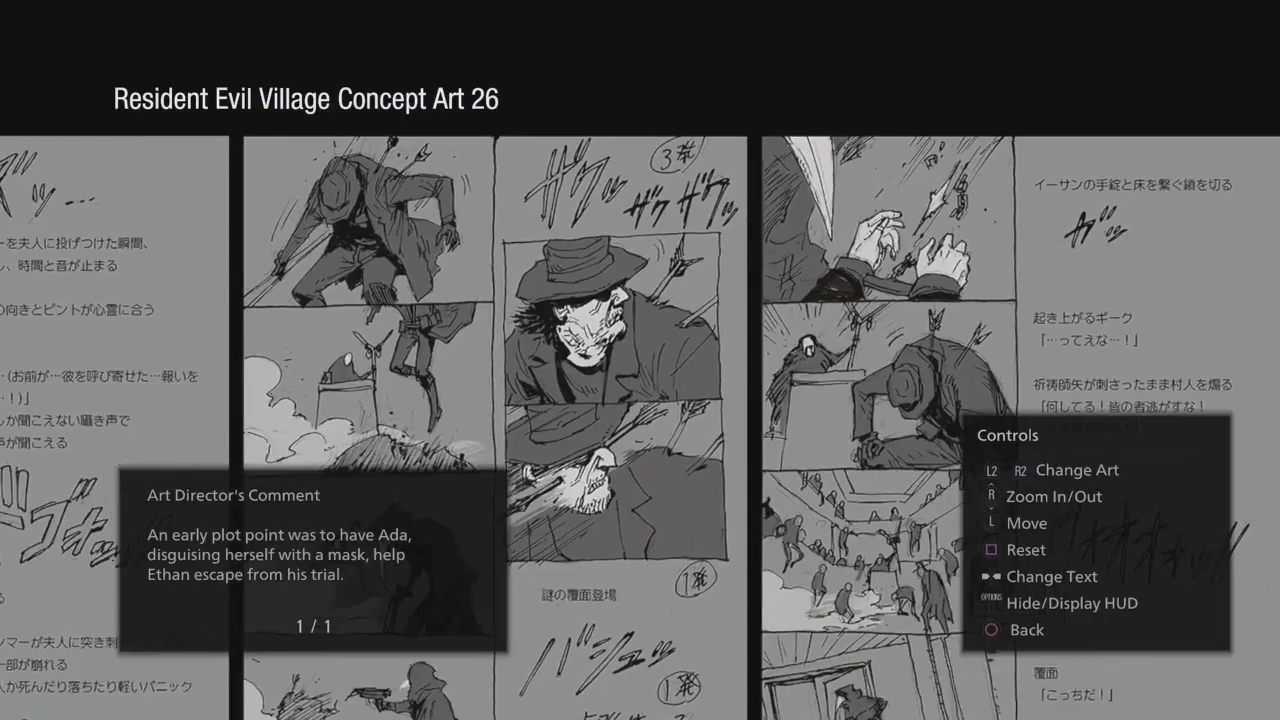 Resident Evil Village Concept Art 26
ーを夫人に投げつけた瞬間、
し、時間と音が止まる
の向きとピントが心霊に合う
…(お前が…彼を呼び寄せた…報いを
…！)」
しか聞こえない囁き声で
声が聞こえる
ンマーが夫人に突き刺
一部が崩れる
人か死んだり落ちたり軽いパニック
ザクッ
3発
ザクザクッ
1発
謎の覆面登場
バシュッ
1発
イーサンの手錠と床を繋ぐ鎖を切る
ガッ
起き上がるギーク
「…ってえな…！」
祈祷師矢が刺さったまま村人を煽る
「何してる！皆の者逃がすな！
覆面
「こっちだ！」
Art Director's Comment
An early plot point was to have Ada,
disguising herself with a mask, help
Ethan escape from his trial.
1 / 1
Controls
L2 R2 Change Art
R Zoom In/Out
L Move
Reset
Change Text
OPTIONS Hide/Display HUD
Back